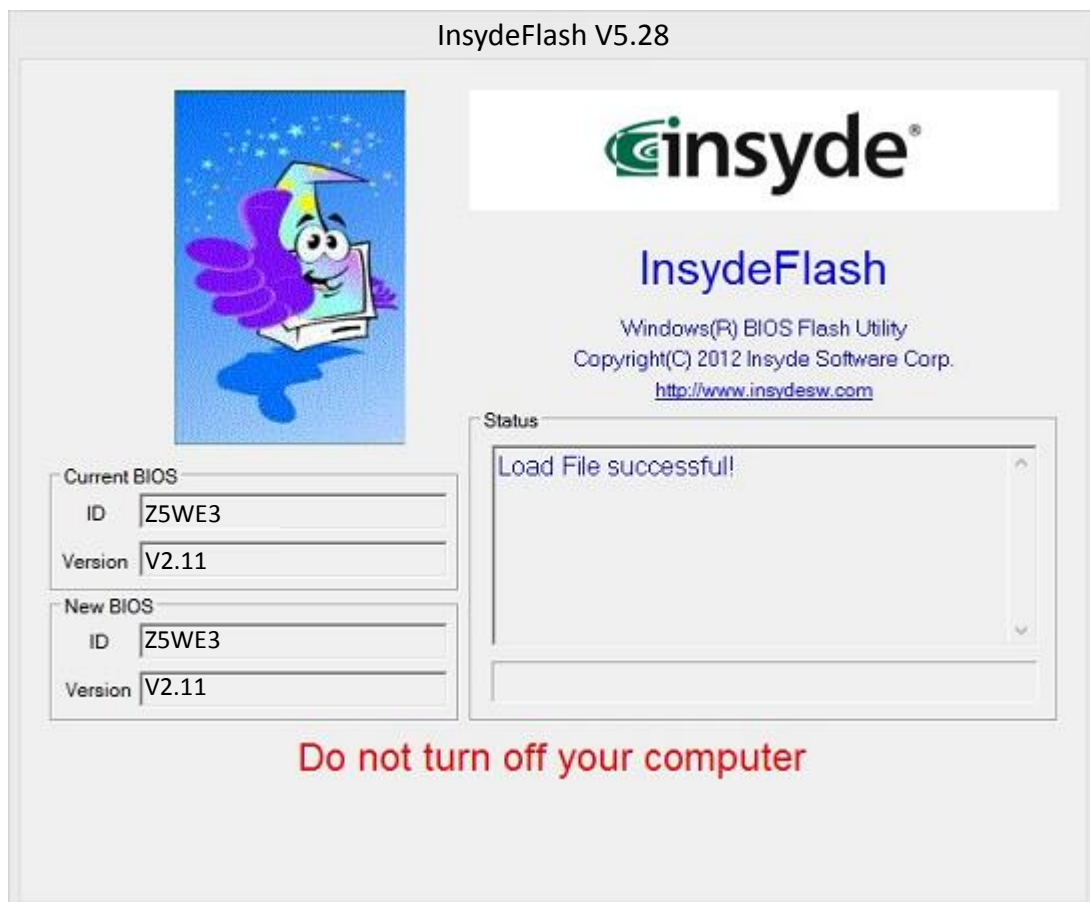 InsydeFlash V5.28
insyde®
InsydeFlash
Windows(R) BIOS Flash Utility
Copyright(C) 2012 Insyde Software Corp.
http://www.insydesw.com
Current BIOS
ID Z5WE3
Version V2.11
New BIOS
ID Z5WE3
Version V2.11
Status
Load File successful!
Do not turn off your computer